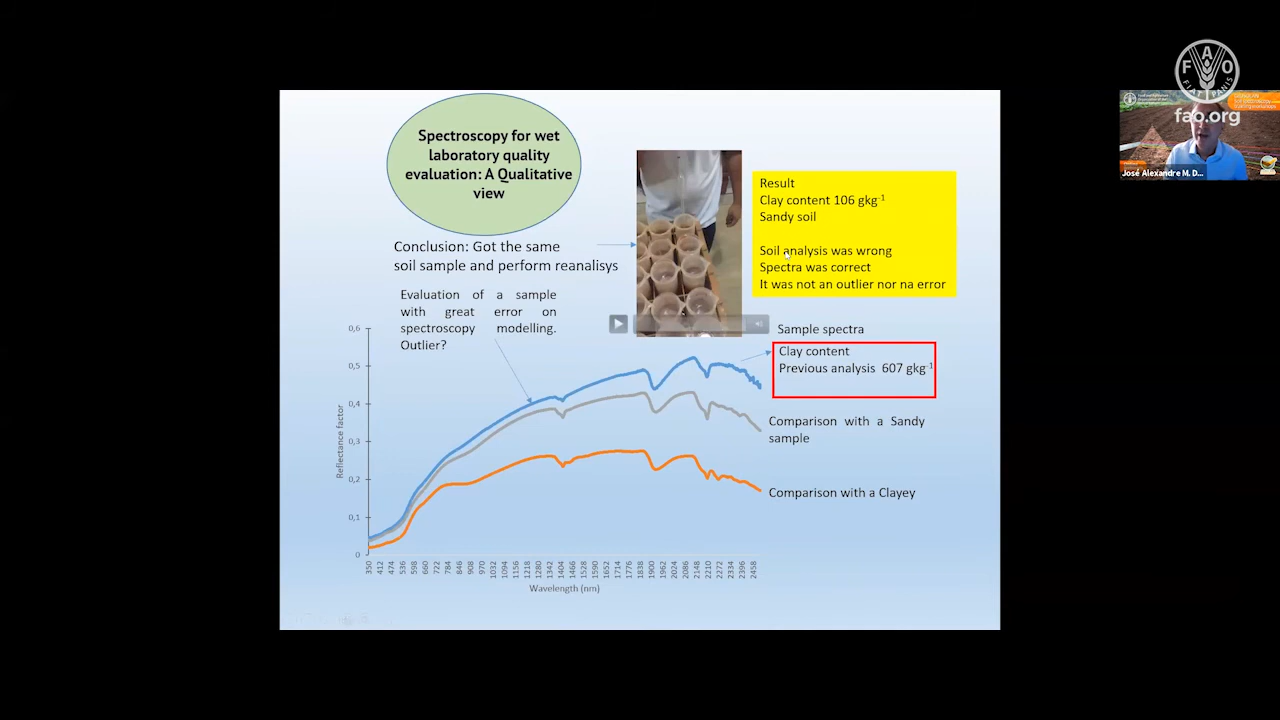 FAO
FIAT PANIS
fao.org
José Alexandre M. D...
Spectroscopy for wet
laboratory quality
evaluation: A Qualitative
view
Conclusion: Got the same
soil sample and perform reanalisys
Result
Clay content 106 gkg-1
Sandy soil
Soil analysis was wrong
Spectra was correct
It was not an outlier nor na error
Evaluation of a sample
with great error on
spectroscopy modelling.
Outlier?
Sample spectra
Clay content
Previous analysis 607 gkg-1
Comparison with a Sandy
sample
Comparison with a Clayey
Reflectance factor
0,6
0,5
0,4
0,3
0,2
0,1
0
350 412 474 536 598 660 722 784 846 908 970 1032 1094 1156 1218 1280 1342 1404 1466 1528 1590 1652 1714 1776 1838 1900 1962 2024 2086 2148 2210 2272 2334 2396 2458
Wavelength (nm)